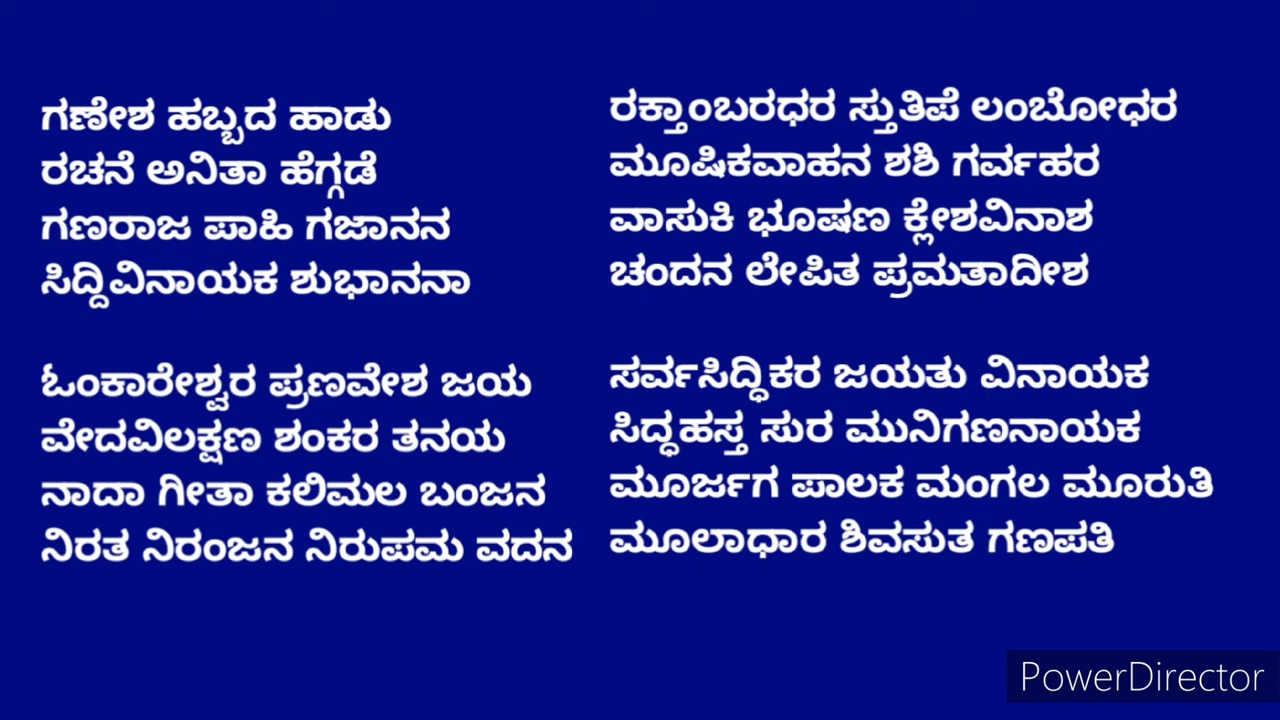 ಗಣೇಶ ಹಬ್ಬದ ಹಾಡು
ರಚನೆ ಅನಿತಾ ಹೆಗ್ಗಡೆ
ಗಣರಾಜ ಪಾಹಿ ಗಜಾನನ
ಸಿದ್ದಿವಿನಾಯಕ ಶುಭಾನನಾ
ಓಂಕಾರೇಶ್ವರ ಪ್ರಣವೇಶ ಜಯ
ವೇದವಿಲಕ್ಷಣ ಶಂಕರ ತನಯ
ನಾದಾ ಗೀತಾ ಕಲಿಮಲ ಬಂಜನ
ನಿರತ ನಿರಂಜನ ನಿರುಪಮ ವದನ
ರಕ್ತಾಂಬರಧರ ಸ್ತುತಿಪೆ ಲಂಬೋಧರ
ಮೂಷಿಕವಾಹನ ಶಶಿ ಗರ್ವಹರ
ವಾಸುಕಿ ಭೂಷಣ ಕ್ಲೇಶವಿನಾಶ
ಚಂದನ ಲೇಪಿತ ಪ್ರಮತಾದೀಶ
ಸರ್ವಸಿದ್ಧಿಕರ ಜಯತು ವಿನಾಯಕ
ಸಿದ್ಧಹಸ್ತ ಸುರ ಮುನಿಗಣನಾಯಕ
ಮೂರ್ಜಗ ಪಾಲಕ ಮಂಗಲ ಮೂರುತಿ
ಮೂಲಾಧಾರ ಶಿವಸುತ ಗಣಪತಿ
PowerDirector